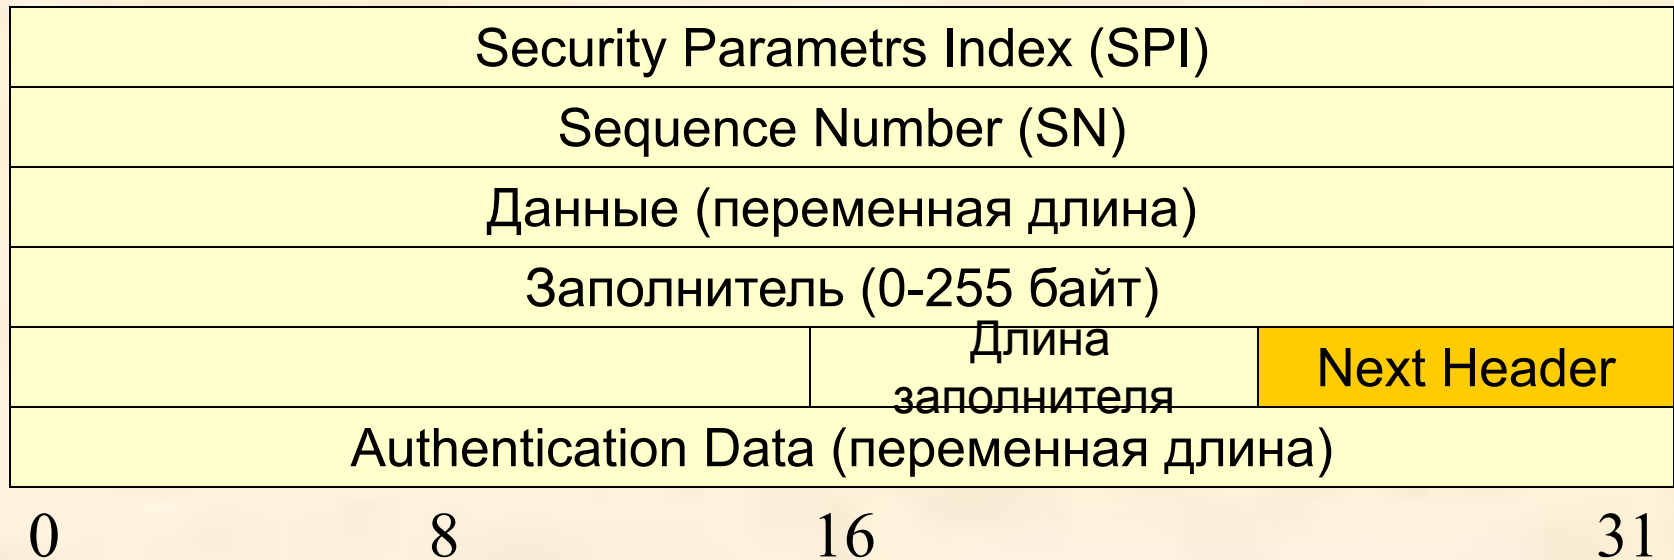 Security Parametrs Index (SPI)
Sequence Number (SN)
Данные (переменная длина)
Заполнитель (0-255 байт)
Длина
заполнителя
Next Header
Authentication Data (переменная длина)
0 8 16 31